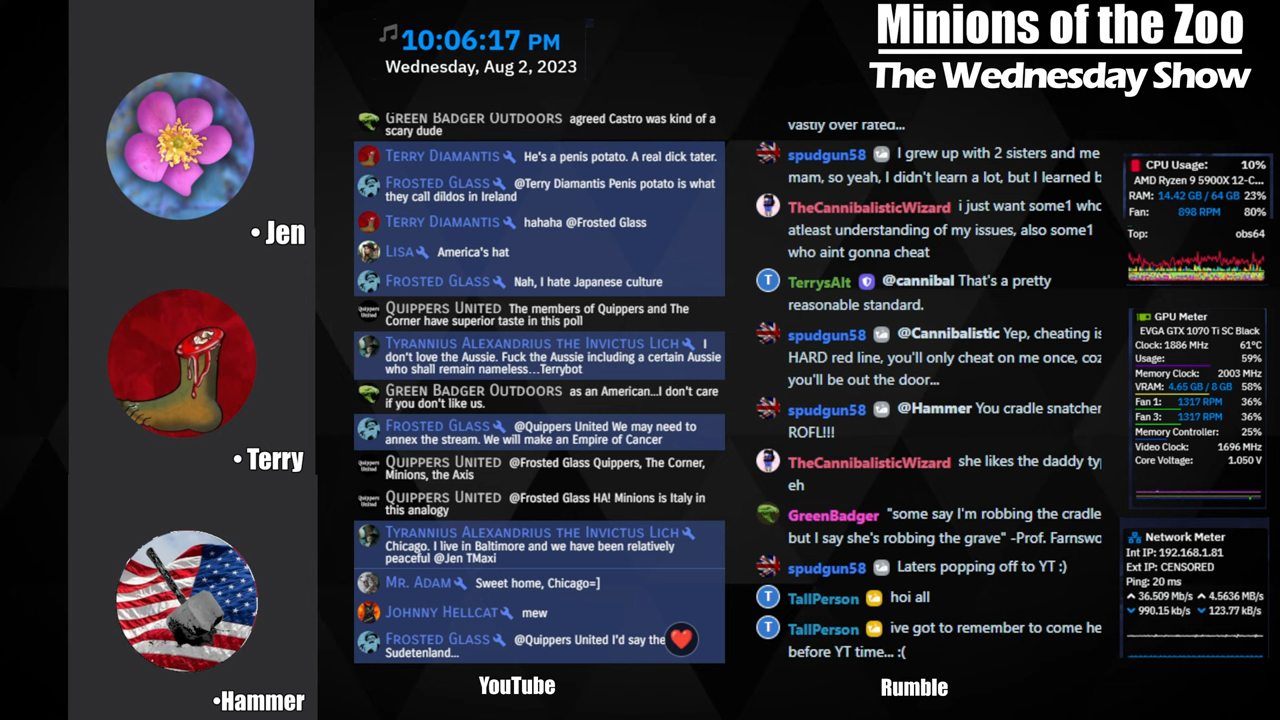 Minions of the Zoo
The Wednesday Show
10:06:17 PM
Wednesday, Aug 2, 2023
• Jen
• Terry
•Hammer
GREEN BADGER OUTDOORS agreed Castro was kind of a
scary dude
TERRY DIAMANTIS He's a penis potato. A real dick tater.
FROSTED GLASS @Terry Diamantis Penis potato is what
they call dildos in Ireland
TERRY DIAMANTIS hahaha @Frosted Glass
LISA America's hat
FROSTED GLASS Nah, I hate Japanese culture
QUIPPERS UNITED The members of Quippers and The
Corner have superior taste in this poll
TYRANNIUS ALEXANDRIUS THE INVICTUS LICH I
don't love the Aussie. Fuck the Aussie including a certain Aussie
who shall remain nameless...Terrybot
GREEN BADGER OUTDOORS as an American...I don't care
if you don't like us.
FROSTED GLASS @Quippers United We may need to
annex the stream. We will make an Empire of Cancer
QUIPPERS UNITED @Frosted Glass Quippers, The Corner,
Minions, the Axis
QUIPPERS UNITED @Frosted Glass HA! Minions is Italy in
this analogy
TYRANNIUS ALEXANDRIUS THE INVICTUS LICH
Chicago. I live in Baltimore and we have been relatively
peaceful @Jen TMaxi
MR. ADAM Sweet home, Chicago=]
JOHNNY HELLCAT mew
FROSTED GLASS @Quippers United I'd say the
Sudetenland...
YouTube
vastly over rated...
spudgun58 I grew up with 2 sisters and me
mam, so yeah, I didn't learn a lot, but I learned b
TheCannibalisticWizard i just want some1 who
atleast understanding of my issues, also some1
who aint gonna cheat
TerrysAlt @cannibal That's a pretty
reasonable standard.
spudgun58 @Cannibalistic Yep, cheating is
HARD red line, you'll only cheat on me once, coz
you'll be out the door...
spudgun58 @Hammer You cradle snatcher
ROFL!!!
TheCannibalisticWizard she likes the daddy ty
eh
GreenBadger "some say I'm robbing the cradle
but I say she's robbing the grave" -Prof. Farnswo
spudgun58 Laters popping off to YT :)
TallPerson hoi all
TallPerson ive got to remember to come he
before YT time... :(
Rumble
CPU Usage: 10%
AMD Ryzen 9 5900X 12-C...
RAM: 14.42 GB / 64 GB 23%
Fan: 898 RPM 80%
Top: obs64
GPU Meter
EVGA GTX 1070 Ti SC Black
Clock: 1886 MHz 61°C
Usage: 59%
Memory Clock: 2003 MHz
VRAM: 4.65 GB / 8 GB 58%
Fan 1: 1317 RPM 36%
Fan 3: 1317 RPM 36%
Memory Controller: 25%
Video Clock: 1696 MHz
Core Voltage: 1.050 V
Network Meter
Int IP: 192.168.1.81
Ext IP: CENSORED
Ping: 20 ms
36.509 Mb/s 4.5636 MB/s
990.15 kb/s 123.77 kB/s